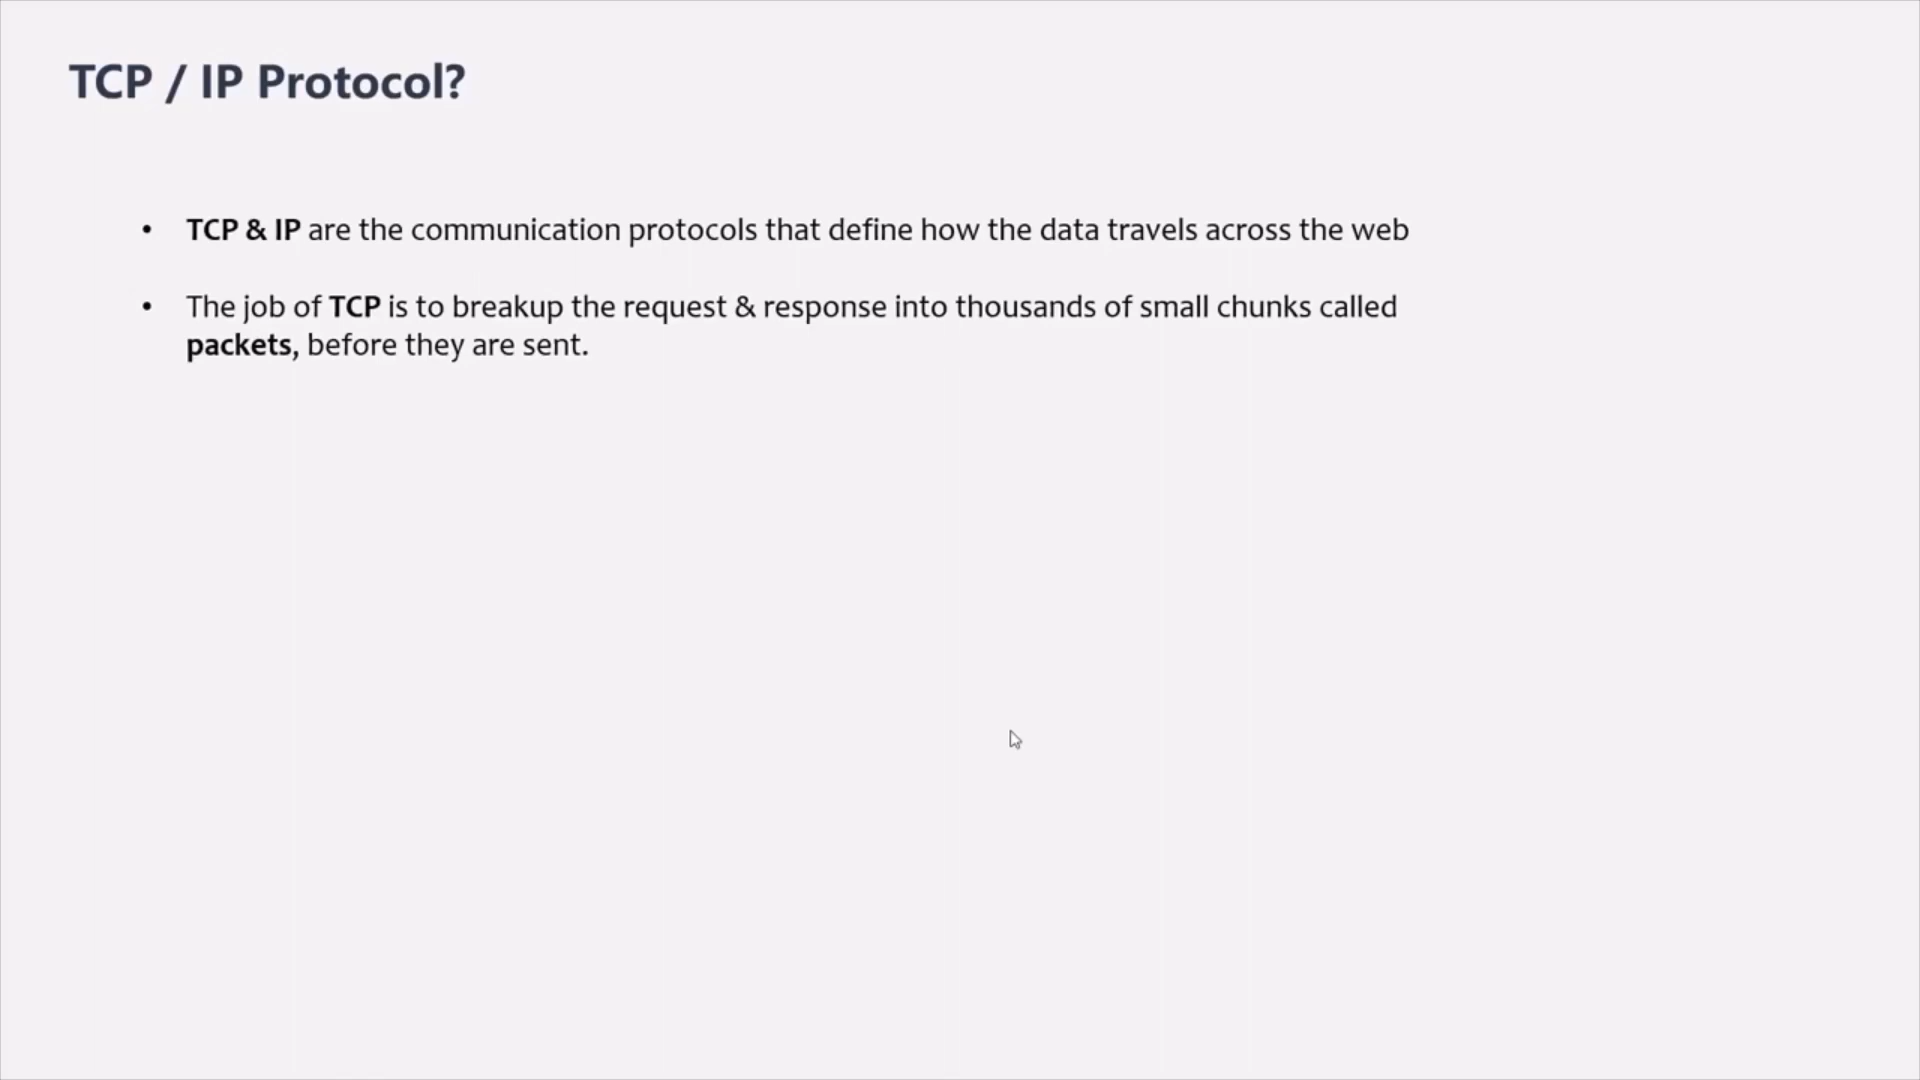 TCP / IP Protocol?
• TCP & IP are the communication protocols that define how the data travels across the web
• The job of TCP is to breakup the request & response into thousands of small chunks called
packets, before they are sent.